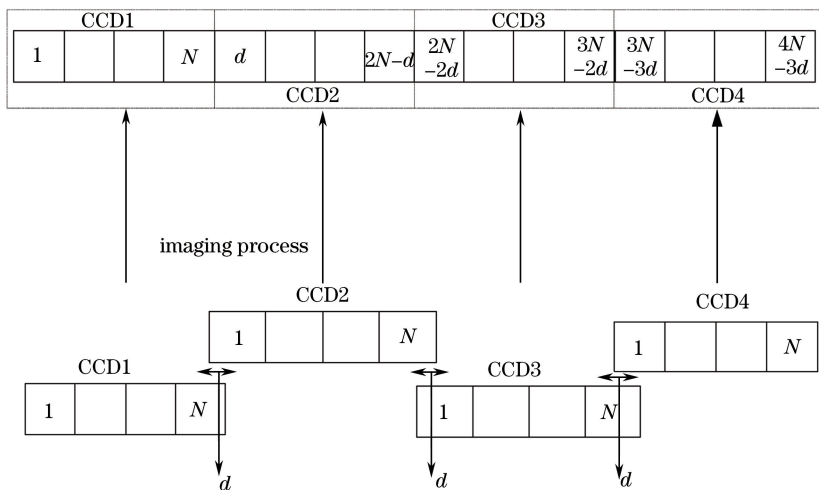 CCD1 CCD3
1 N d 2N-d 2N
-2d 3N
-2d 3N
-3d 4N
-3d
CCD2 CCD4
imaging process
CCD2 CCD4
1 N 1 N
CCD1 CCD3
1 N 1 N
d d d